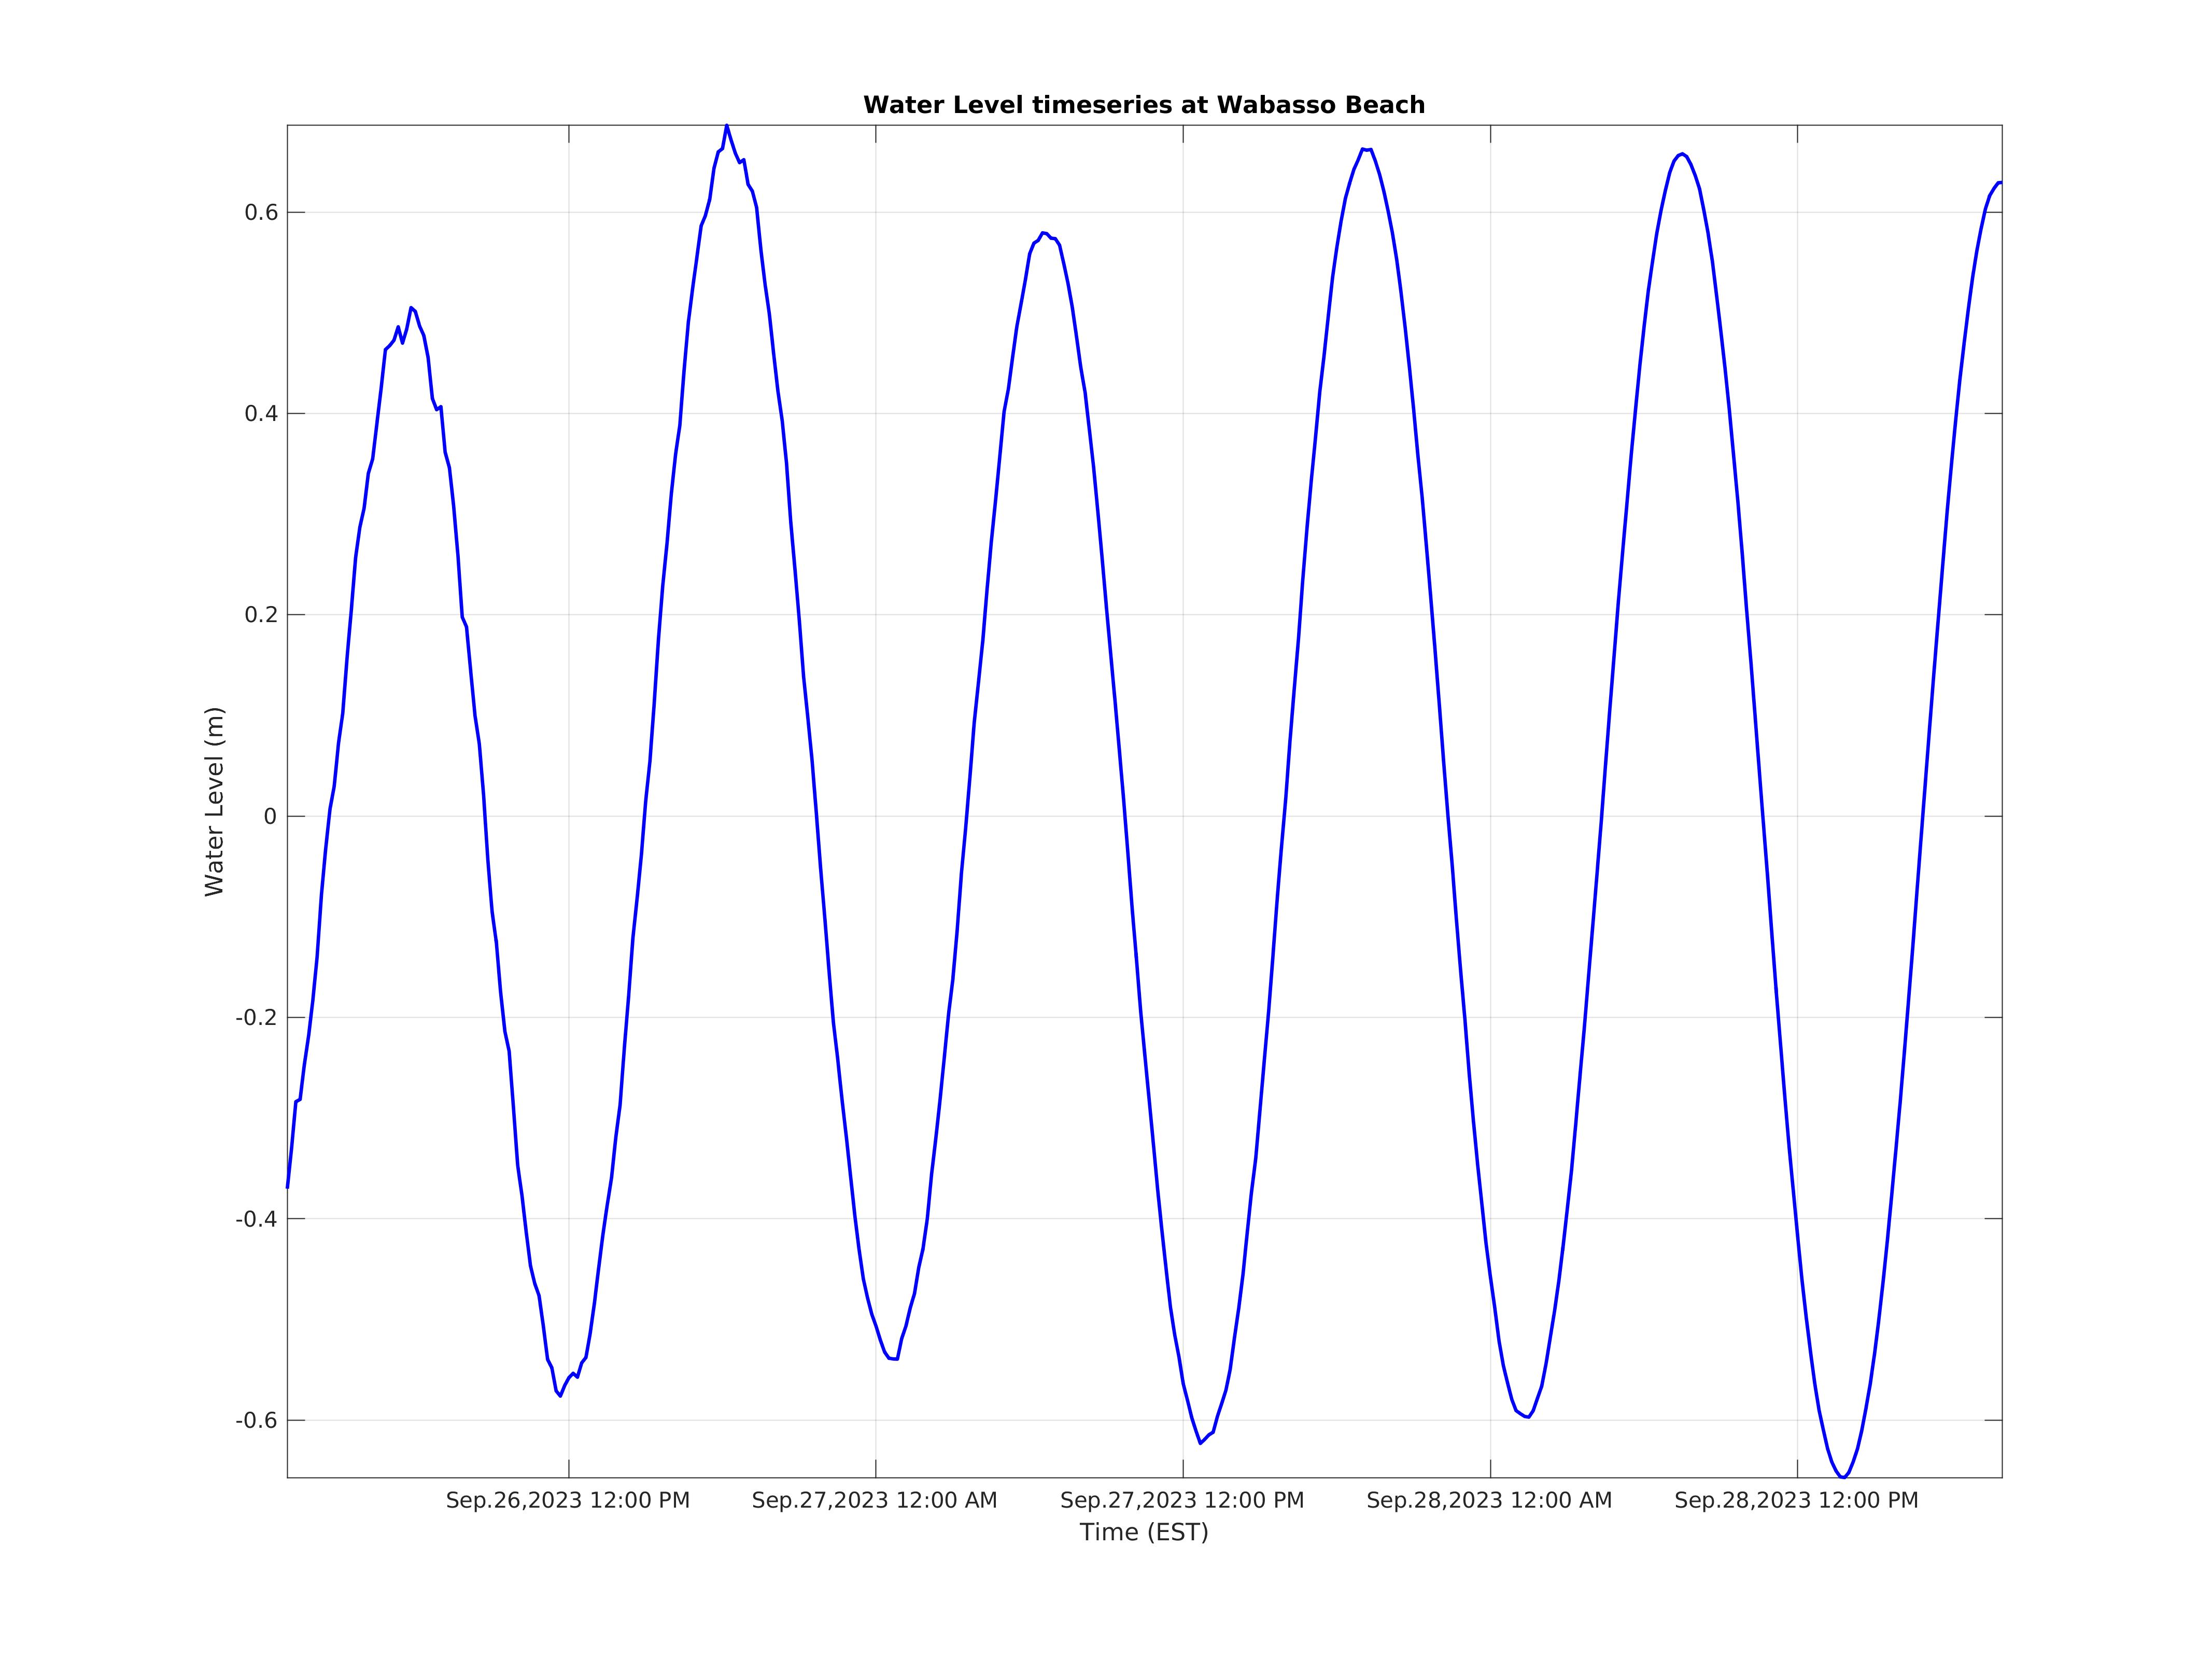 Water Level timeseries at Wabasso Beach
0.6
0.4
0.2
0
-0.2
-0.4
-0.6
Water Level (m)
Sep.26,2023 12:00 PM
Sep.27,2023 12:00 AM
Sep.27,2023 12:00 PM
Sep.28,2023 12:00 AM
Sep.28,2023 12:00 PM
Time (EST)